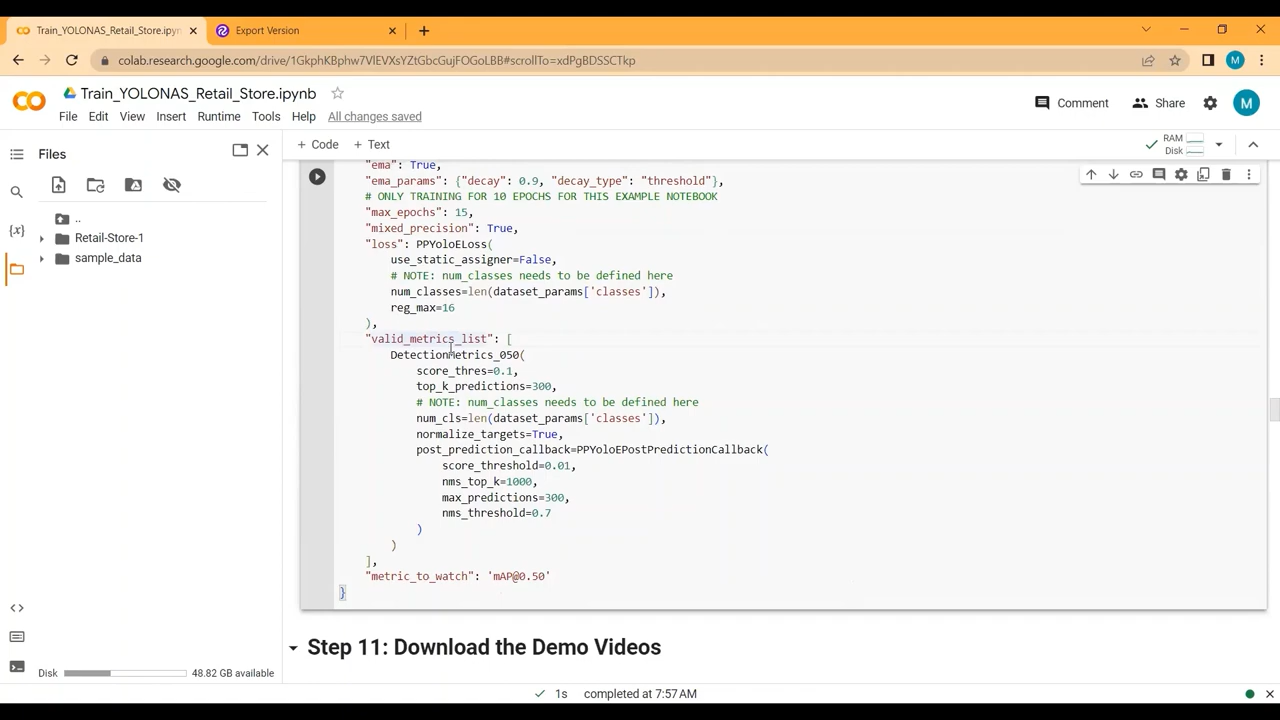 Train_YOLONAS_Retail_Store.ipyn
Export Version
colab.research.google.com/drive/1GkphKBphw7VlEVXsYZtGbcGujFOGoLBB#scrollTo=xdPgBDSSCTkp
M
Train_YOLONAS_Retail_Store.ipynb
File Edit View Insert Runtime Tools Help All changes saved
Comment
Share
M
Files
+ Code + Text
RAM
Disk
..
Retail-Store-1
sample_data
"ema": True,
"ema_params": {"decay": 0.9, "decay_type": "threshold"},
# ONLY TRAINING FOR 10 EPOCHS FOR THIS EXAMPLE NOTEBOOK
"max_epochs": 15,
"mixed_precision": True,
"loss": PPYoloELoss(
use_static_assigner=False,
# NOTE: num_classes needs to be defined here
num_classes=len(dataset_params['classes']),
reg_max=16
),
"valid_metrics_list": [
DetectionMetrics_050(
score_thres=0.1,
top_k_predictions=300,
# NOTE: num_classes needs to be defined here
num_cls=len(dataset_params['classes']),
normalize_targets=True,
post_prediction_callback=PPYoloEPostPredictionCallback(
score_threshold=0.01,
nms_top_k=1000,
max_predictions=300,
nms_threshold=0.7
)
)
],
"metric_to_watch": 'mAP@0.50'
}
Step 11: Download the Demo Videos
Disk
48.82 GB available
1s completed at 7:57 AM